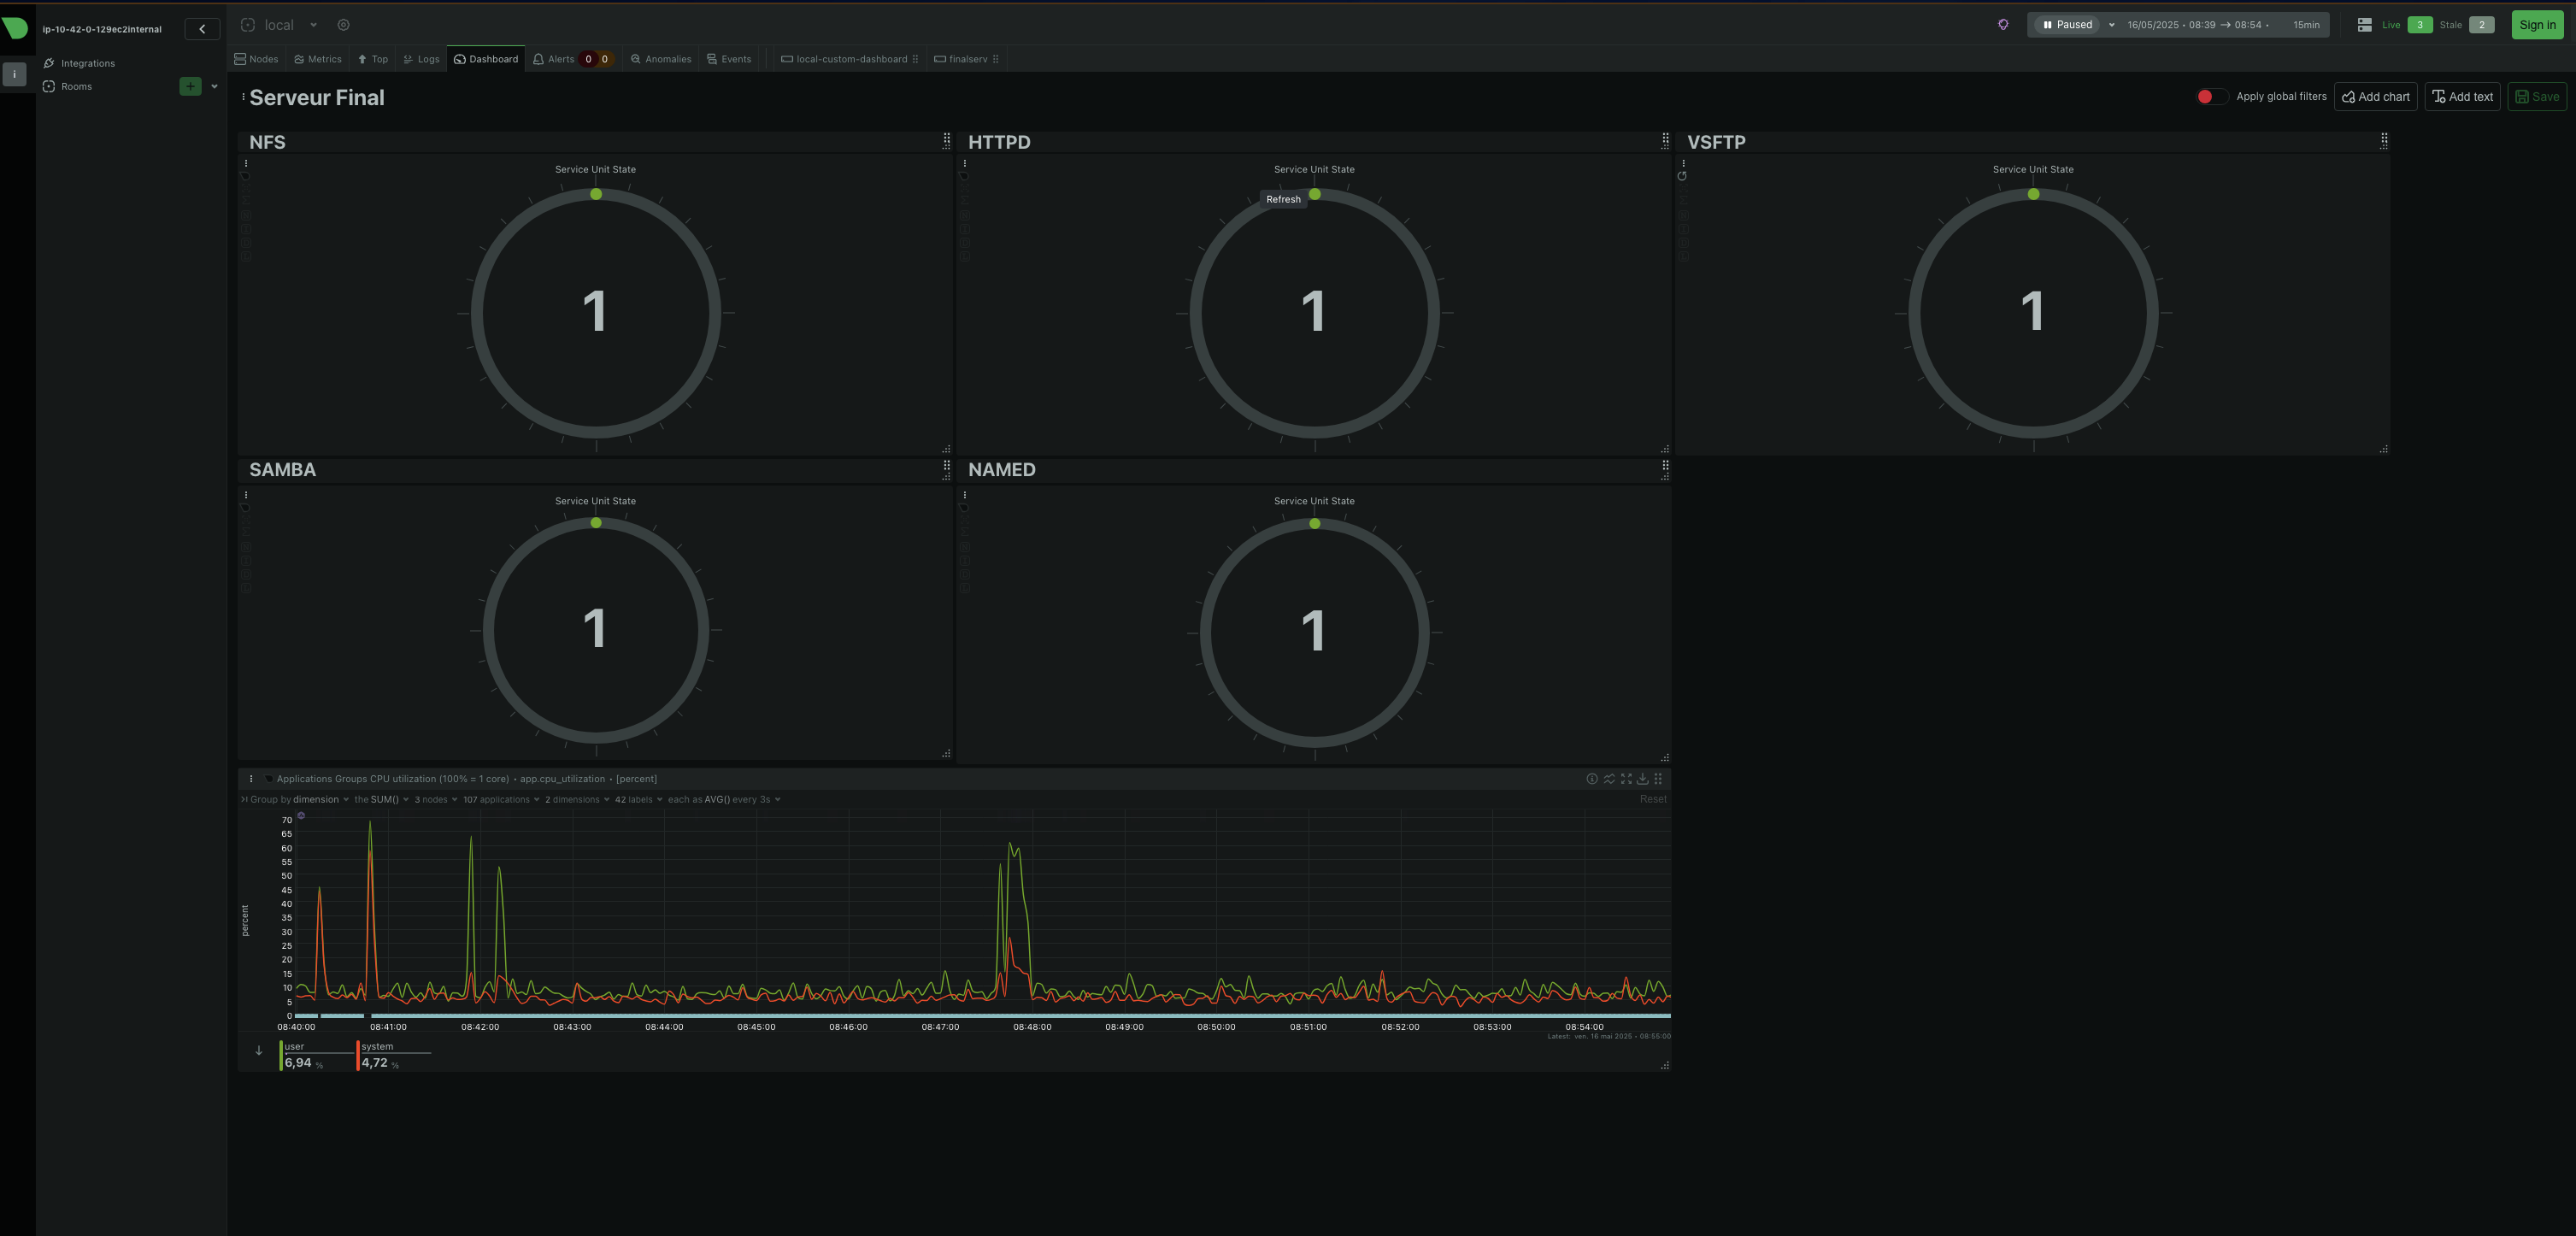 ip-10-42-0-129ec2internal
local
Paused 16/05/2025 • 08:39 → 08:54 • 15min
Live 3 Stale 2
Sign in
i
Integrations
Rooms
+
Nodes Metrics Top Logs Dashboard Alerts 0 0 Anomalies Events local-custom-dashboard finalserv
Serveur Final
Apply global filters Add chart Add text Save
NFS HTTPD VSFTP
Service Unit State Service Unit State Service Unit State
Refresh
1 1 1
SAMBA NAMED
Service Unit State Service Unit State
1 1
Applications Groups CPU utilization (100% = 1 core) • app.cpu_utilization • [percent]
Group by dimension the SUM() 3 nodes 107 applications 2 dimensions 42 labels each as AVG() every 3s Reset
percent
70
65
60
55
50
45
40
35
30
25
20
15
10
5
0
08:40:00 08:41:00 08:42:00 08:43:00 08:44:00 08:45:00 08:46:00 08:47:00 08:48:00 08:49:00 08:50:00 08:51:00 08:52:00 08:53:00 08:54:00
Latest: ven. 16 mai 2025 • 08:55:00
user system
6,94 % 4,72 %